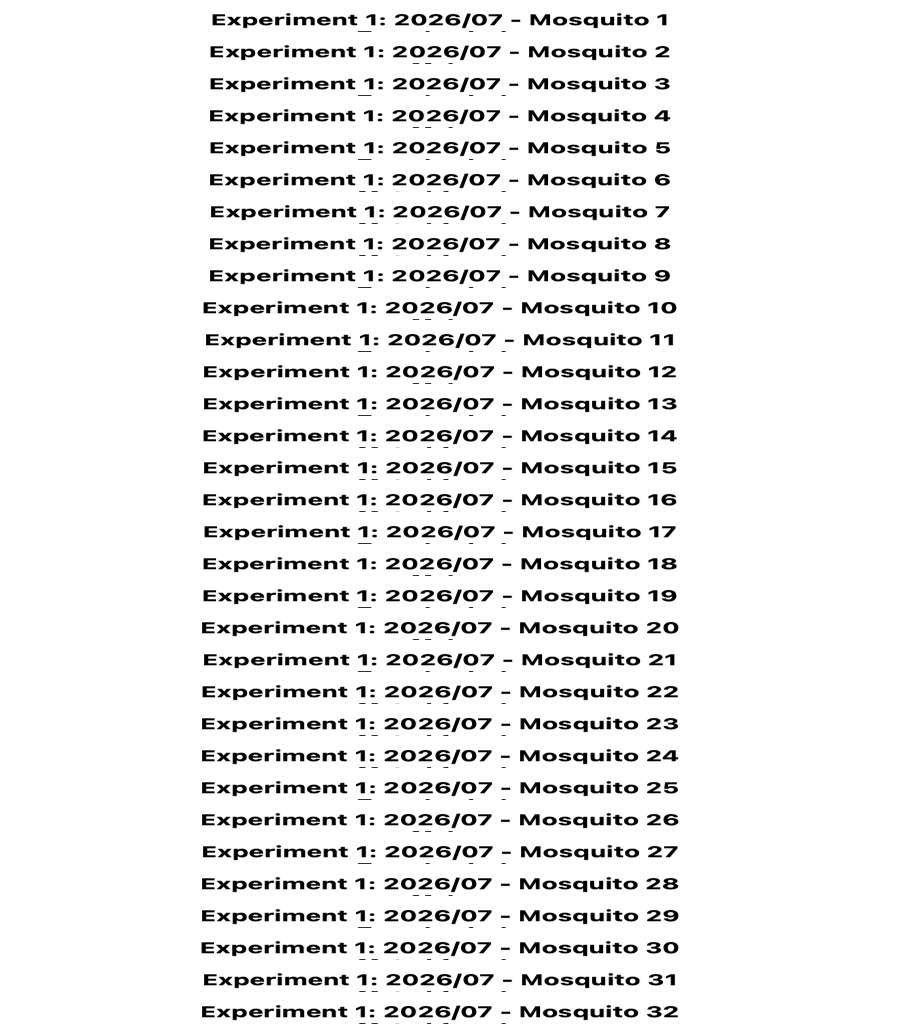 Experiment 1: 2026/07 – Mosquito 1
Experiment 1: 2026/07 – Mosquito 2
Experiment 1: 2026/07 – Mosquito 3
Experiment 1: 2026/07 – Mosquito 4
Experiment 1: 2026/07 – Mosquito 5
Experiment 1: 2026/07 – Mosquito 6
Experiment 1: 2026/07 – Mosquito 7
Experiment 1: 2026/07 – Mosquito 8
Experiment 1: 2026/07 – Mosquito 9
Experiment 1: 2026/07 – Mosquito 10
Experiment 1: 2026/07 – Mosquito 11
Experiment 1: 2026/07 – Mosquito 12
Experiment 1: 2026/07 – Mosquito 13
Experiment 1: 2026/07 – Mosquito 14
Experiment 1: 2026/07 – Mosquito 15
Experiment 1: 2026/07 – Mosquito 16
Experiment 1: 2026/07 – Mosquito 17
Experiment 1: 2026/07 – Mosquito 18
Experiment 1: 2026/07 – Mosquito 19
Experiment 1: 2026/07 – Mosquito 20
Experiment 1: 2026/07 – Mosquito 21
Experiment 1: 2026/07 – Mosquito 22
Experiment 1: 2026/07 – Mosquito 23
Experiment 1: 2026/07 – Mosquito 24
Experiment 1: 2026/07 – Mosquito 25
Experiment 1: 2026/07 – Mosquito 26
Experiment 1: 2026/07 – Mosquito 27
Experiment 1: 2026/07 – Mosquito 28
Experiment 1: 2026/07 – Mosquito 29
Experiment 1: 2026/07 – Mosquito 30
Experiment 1: 2026/07 – Mosquito 31
Experiment 1: 2026/07 – Mosquito 32